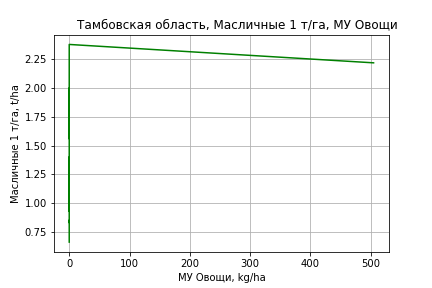 Тамбовская область, Масличные 1 т/га, МУ Овощи
Масличные 1 т/га, t/ha
2.25
2.00
1.75
1.50
1.25
1.00
0.75
0 100 200 300 400 500
МУ Овощи, kg/ha